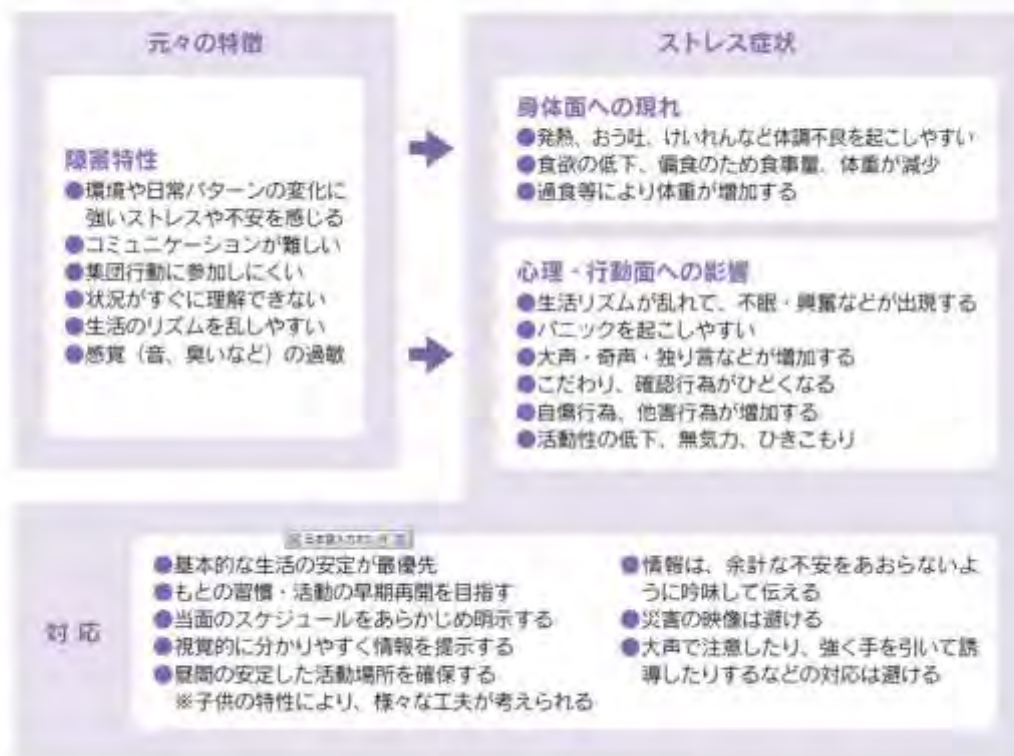 元々の特徴
障害特性
●環境や日常パターンの変化に
強いストレスや不安を感じる
●コミュニケーションが難しい
●集団行動に参加しにくい
●状況がすぐに理解できない
●生活のリズムを乱しやすい
●感覚（音、臭いなど）の過敏
ストレス症状
身体面への現れ
●発熱、おう吐、けいれんなど体調不良を起こしやすい
●食欲の低下、偏食のため食事量、体重が減少
●過食等により体重が増加する
心理・行動面への影響
●生活リズムが乱れて、不眠・興奮などが出現する
●パニックを起こしやすい
●大声・奇声・独り言などが増加する
●こだわり、確認行為がひどくなる
●自傷行為、他害行為が増加する
●活動性の低下、無気力、ひきこもり
対応
●基本的な生活の安定が最優先
●もとの習慣・活動の早期再開を目指す
●当面のスケジュールをあらかじめ明示する
●視覚的に分かりやすく情報を提示する
●昼間の安定した活動場所を確保する
※子供の特性により、様々な工夫が考えられる
●情報は、余計な不安をあおらないよ
うに吟味して伝える
●災害の映像は避ける
●大声で注意したり、強く手を引いて誘
導したりするなどの対応は避ける